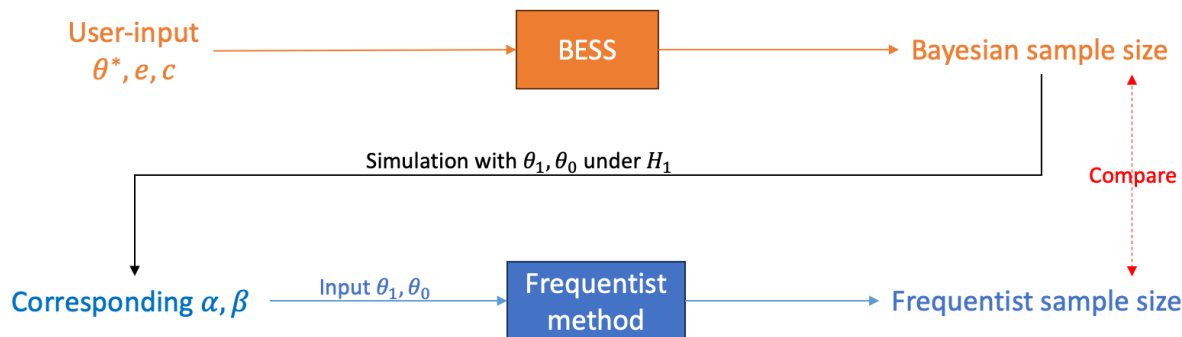 User-input
θ*, e, c
BESS
Bayesian sample size
Simulation with θ₁, θ₀ under H₁
Compare
Corresponding α, β
Input θ₁, θ₀
Frequentist
method
Frequentist sample size